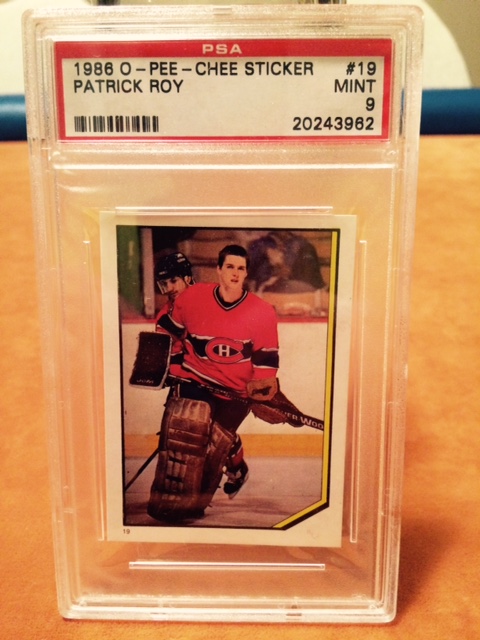 PSA
1986 O-PEE-CHEE STICKER #19
PATRICK ROY MINT
9
20243962
H
19